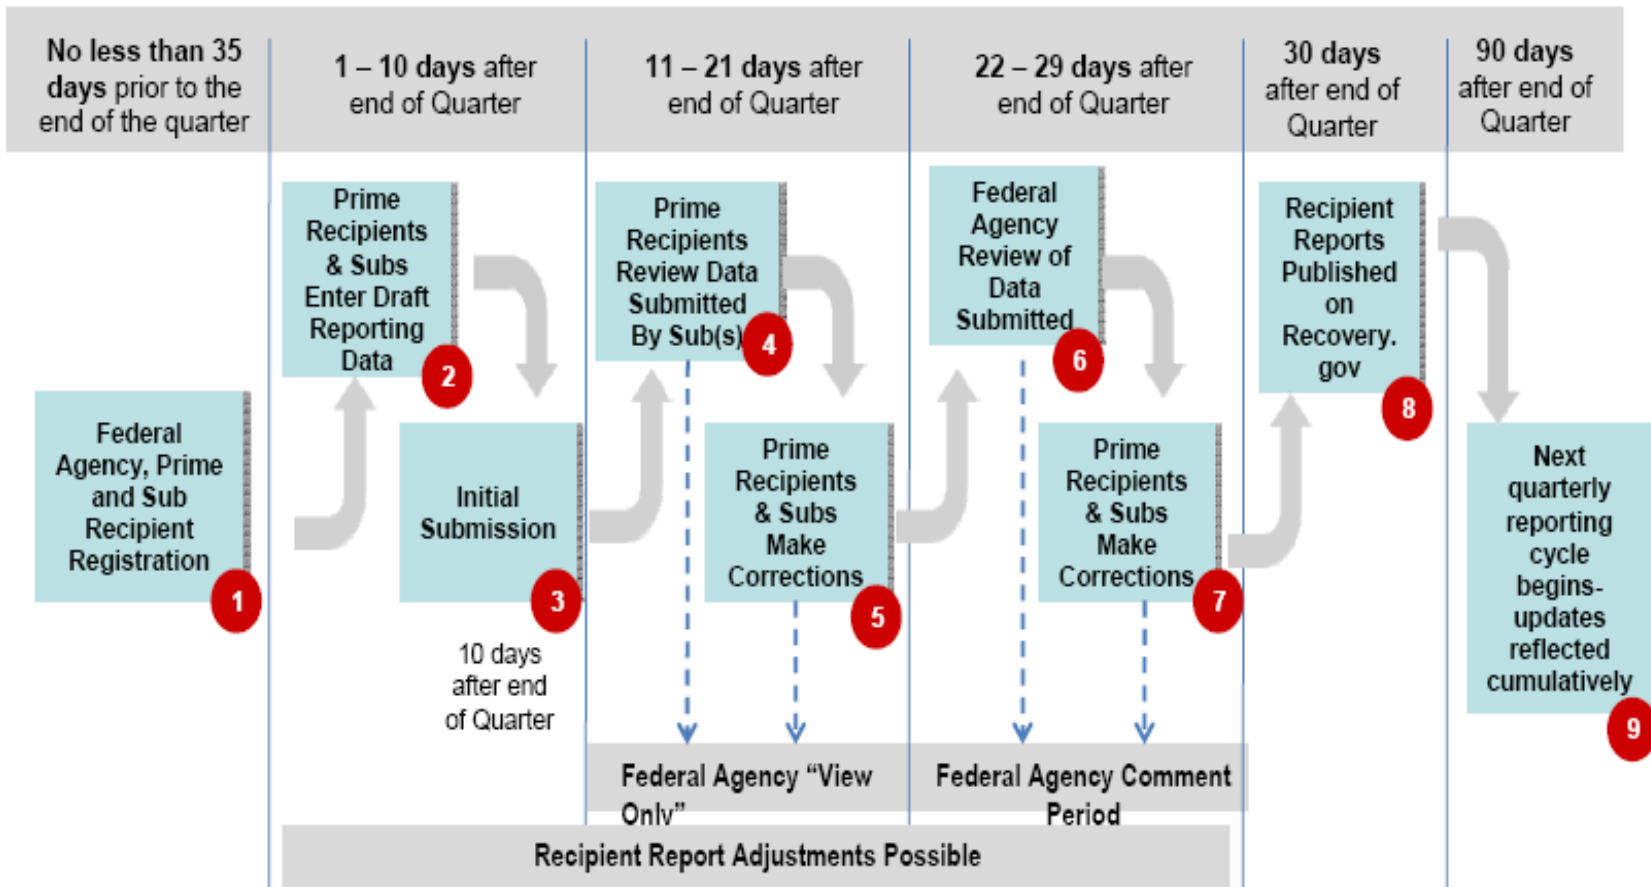 No less than 35
days prior to the
end of the quarter
1 – 10 days after
end of Quarter
11 – 21 days after
end of Quarter
22 – 29 days after
end of Quarter
30 days
after end of
Quarter
90 days
after end of
Quarter
Federal
Agency, Prime
and Sub
Recipient
Registration
1
Prime
Recipients
& Subs
Enter Draft
Reporting
Data
2
Initial
Submission
3
10 days
after end
of Quarter
Prime
Recipients
Review Data
Submitted
By Sub(s)
4
Prime
Recipients
& Subs
Make
Corrections
5
Federal
Agency
Review of
Data
Submitted
6
Prime
Recipients
& Subs
Make
Corrections
7
Recipient
Reports
Published
on
Recovery.
gov
8
Next
quarterly
reporting
cycle
begins-
updates
reflected
cumulatively
9
Federal Agency “View
Only”
Federal Agency Comment
Period
Recipient Report Adjustments Possible